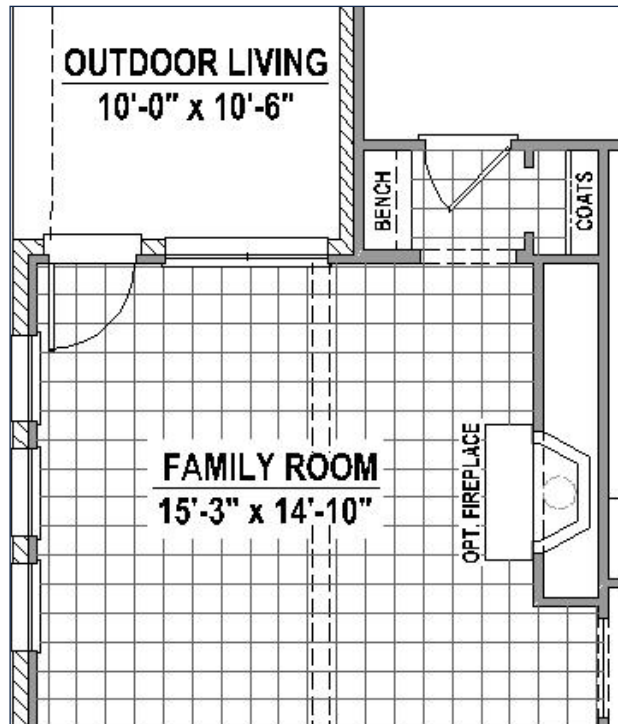 OUTDOOR LIVING
10'-0" x 10'-6"
BENCH
COATS
FAMILY ROOM
15'-3" x 14'-10"
OPT. FIREPLACE